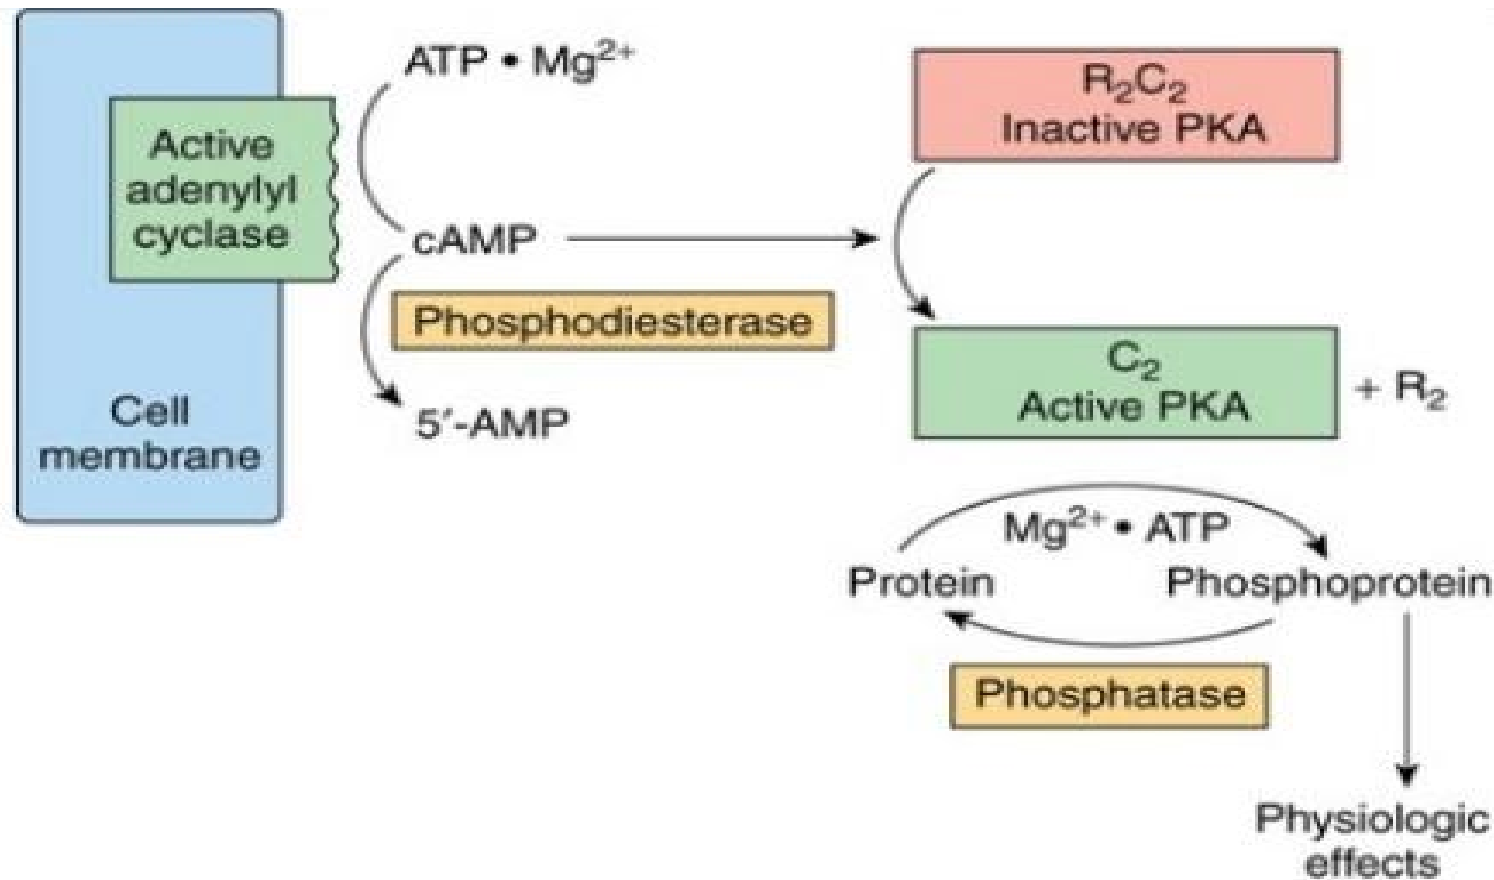 ATP • Mg²⁺
Active
adenylyl
cyclase
cAMP
Phosphodiesterase
5′-AMP
Cell
membrane
R₂C₂
Inactive PKA
C₂
Active PKA
+ R₂
Mg²⁺ • ATP
Protein
Phosphoprotein
Phosphatase
Physiologic
effects